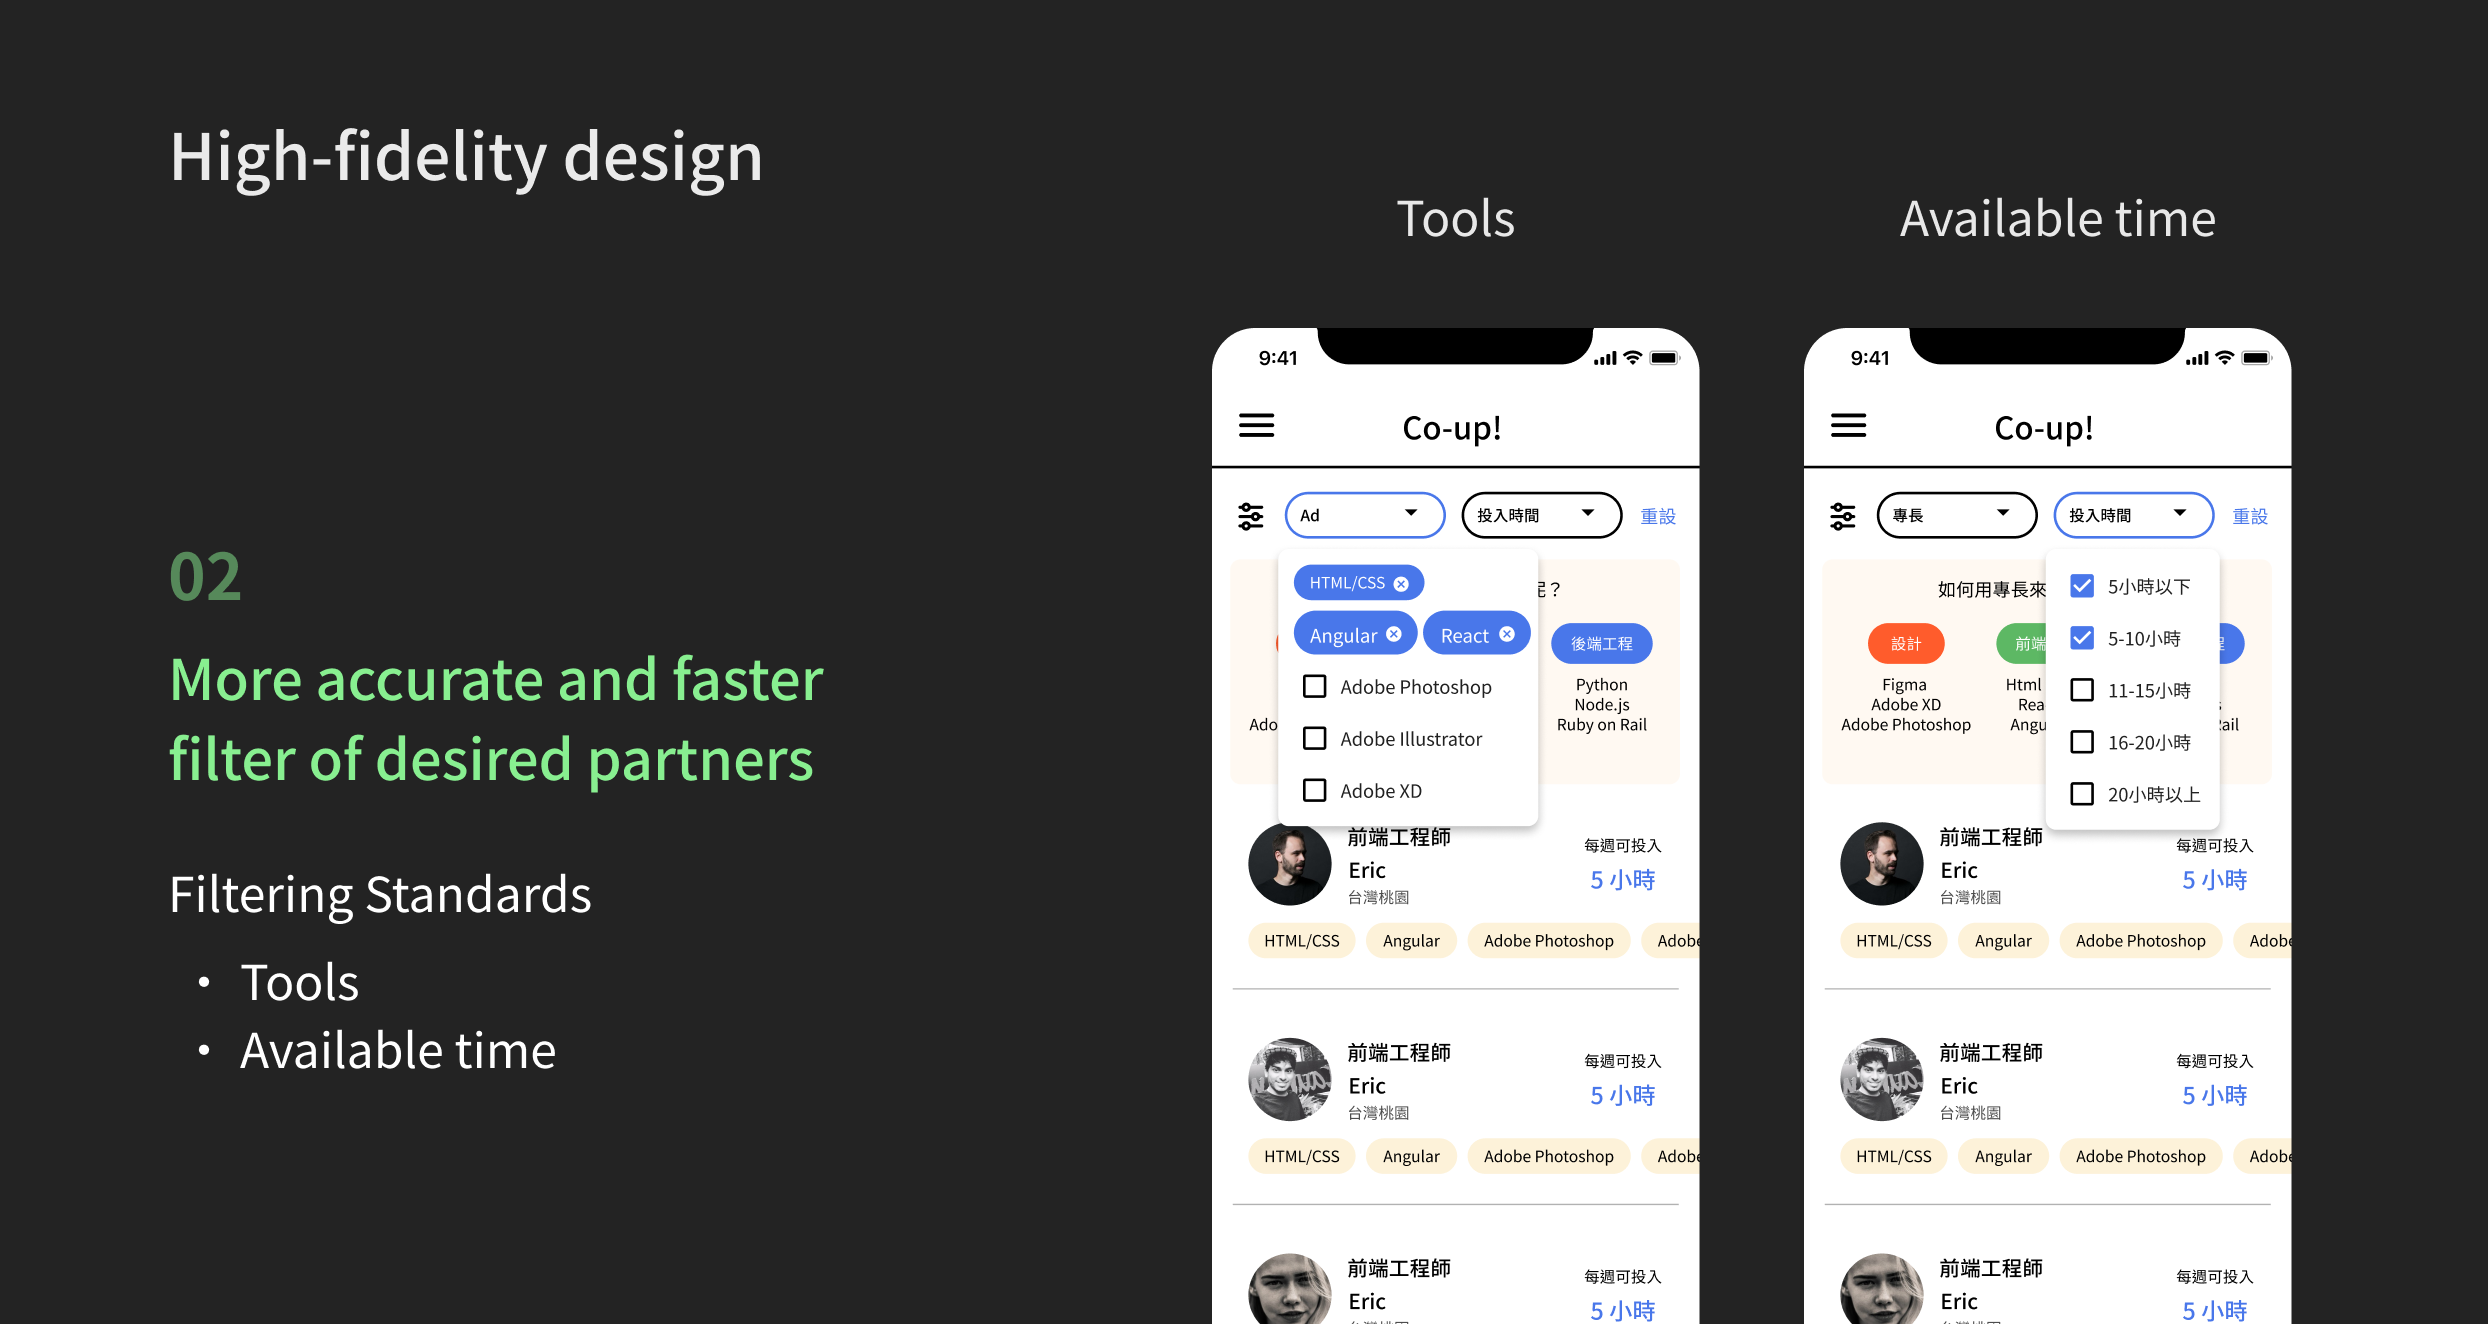 High-fidelity design
02
More accurate and faster
filter of desired partners
Filtering Standards
• Tools
• Available time
Tools
9:41
Co-up!
Ad
投入時間
重設
HTML/CSS
Angular
React
Adobe Photoshop
Adobe Illustrator
Adobe XD
呢？
後端工程
Python
Node.js
Ruby on Rail
Ado
前端工程師
Eric
台灣桃園
每週可投入
5 小時
HTML/CSS
Angular
Adobe Photoshop
Adobe
前端工程師
Eric
台灣桃園
每週可投入
5 小時
HTML/CSS
Angular
Adobe Photoshop
Adobe
前端工程師
Eric
每週可投入
5 小時
Available time
9:41
Co-up!
專長
投入時間
重設
5小時以下
5-10小時
11-15小時
16-20小時
20小時以上
如何用專長來
設計
Figma
Adobe XD
Adobe Photoshop
前端
Html
Rea
Angu
程
s
Rail
前端工程師
Eric
台灣桃園
每週可投入
5 小時
HTML/CSS
Angular
Adobe Photoshop
Adobe
前端工程師
Eric
台灣桃園
每週可投入
5 小時
HTML/CSS
Angular
Adobe Photoshop
Adobe
前端工程師
Eric
每週可投入
5 小時